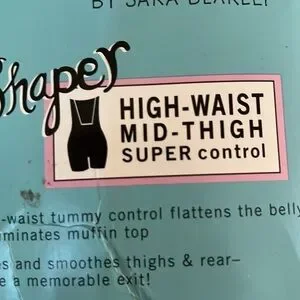 BY SARA BLAKELY
Shaper
HIGH-WAIST
MID-THIGH
SUPER control
-waist tummy control flattens the belly
iminates muffin top
es and smoothes thighs & rear–
e a memorable exit!